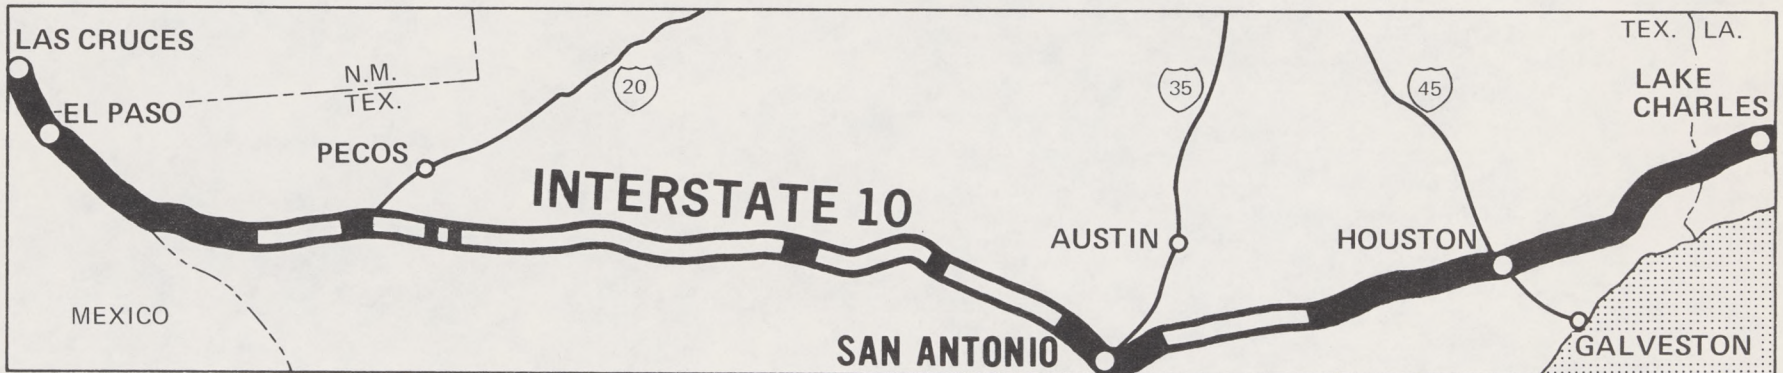 LAS CRUCES
EL PASO
N.M.
TEX.
PECOS
20
INTERSTATE 10
35
45
TEX.
LA.
LAKE
CHARLES
AUSTIN
HOUSTON
MEXICO
SAN ANTONIO
GALVESTON